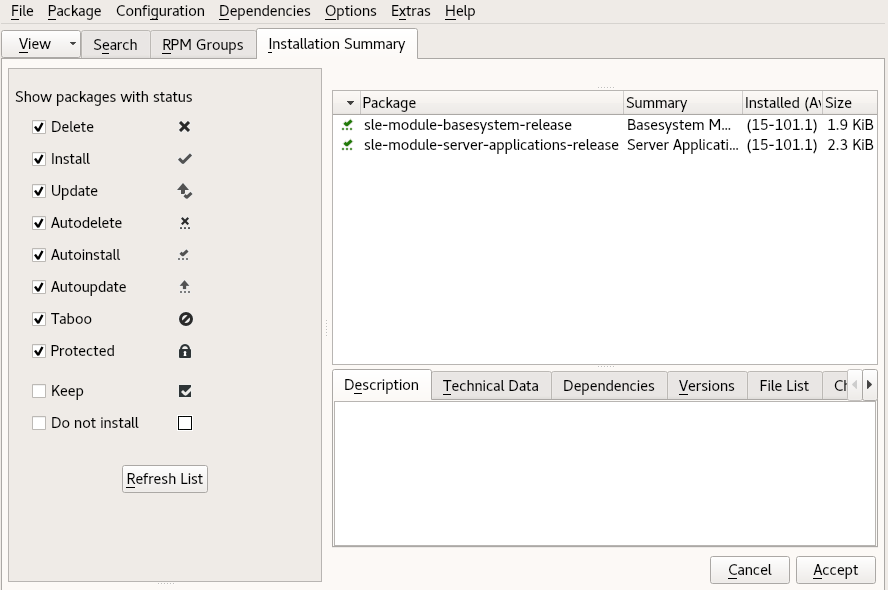 File Package Configuration Dependencies Options Extras Help
View Search RPM Groups Installation Summary
Show packages with status
Delete
Install
Update
Autodelete
Autoinstall
Autoupdate
Taboo
Protected
Keep
Do not install
Refresh List
Package Summary Installed (Av Size
sle-module-basesystem-release Basesystem M... (15-101.1) 1.9 KiB
sle-module-server-applications-release Server Applicati... (15-101.1) 2.3 KiB
Description Technical Data Dependencies Versions File List Ch
Cancel Accept